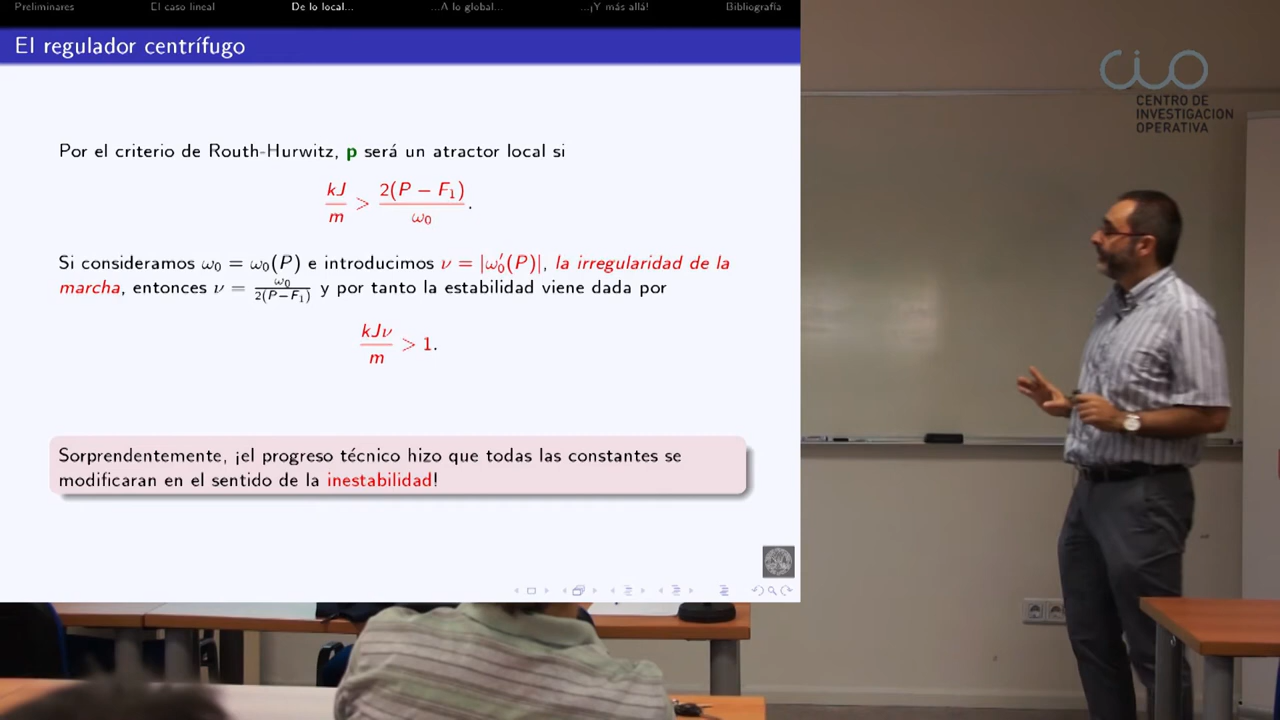 Preliminares El caso lineal De lo local... ...A lo global... ...¡Y más allá! Bibliografía
El regulador centrífugo
Por el criterio de Routh-Hurwitz, p será un atractor local si
kJ/m > 2(P − F₁)/ω₀.
Si consideramos ω₀ = ω₀(P) e introducimos ν = |ω₀′(P)|, la irregularidad de la
marcha, entonces ν = ω₀/2(P−F₁) y por tanto la estabilidad viene dada por
kJν/m > 1.
Sorprendentemente, ¡el progreso técnico hizo que todas las constantes se
modificaran en el sentido de la inestabilidad!
CIO
CENTRO DE
INVESTIGACION
OPERATIVA